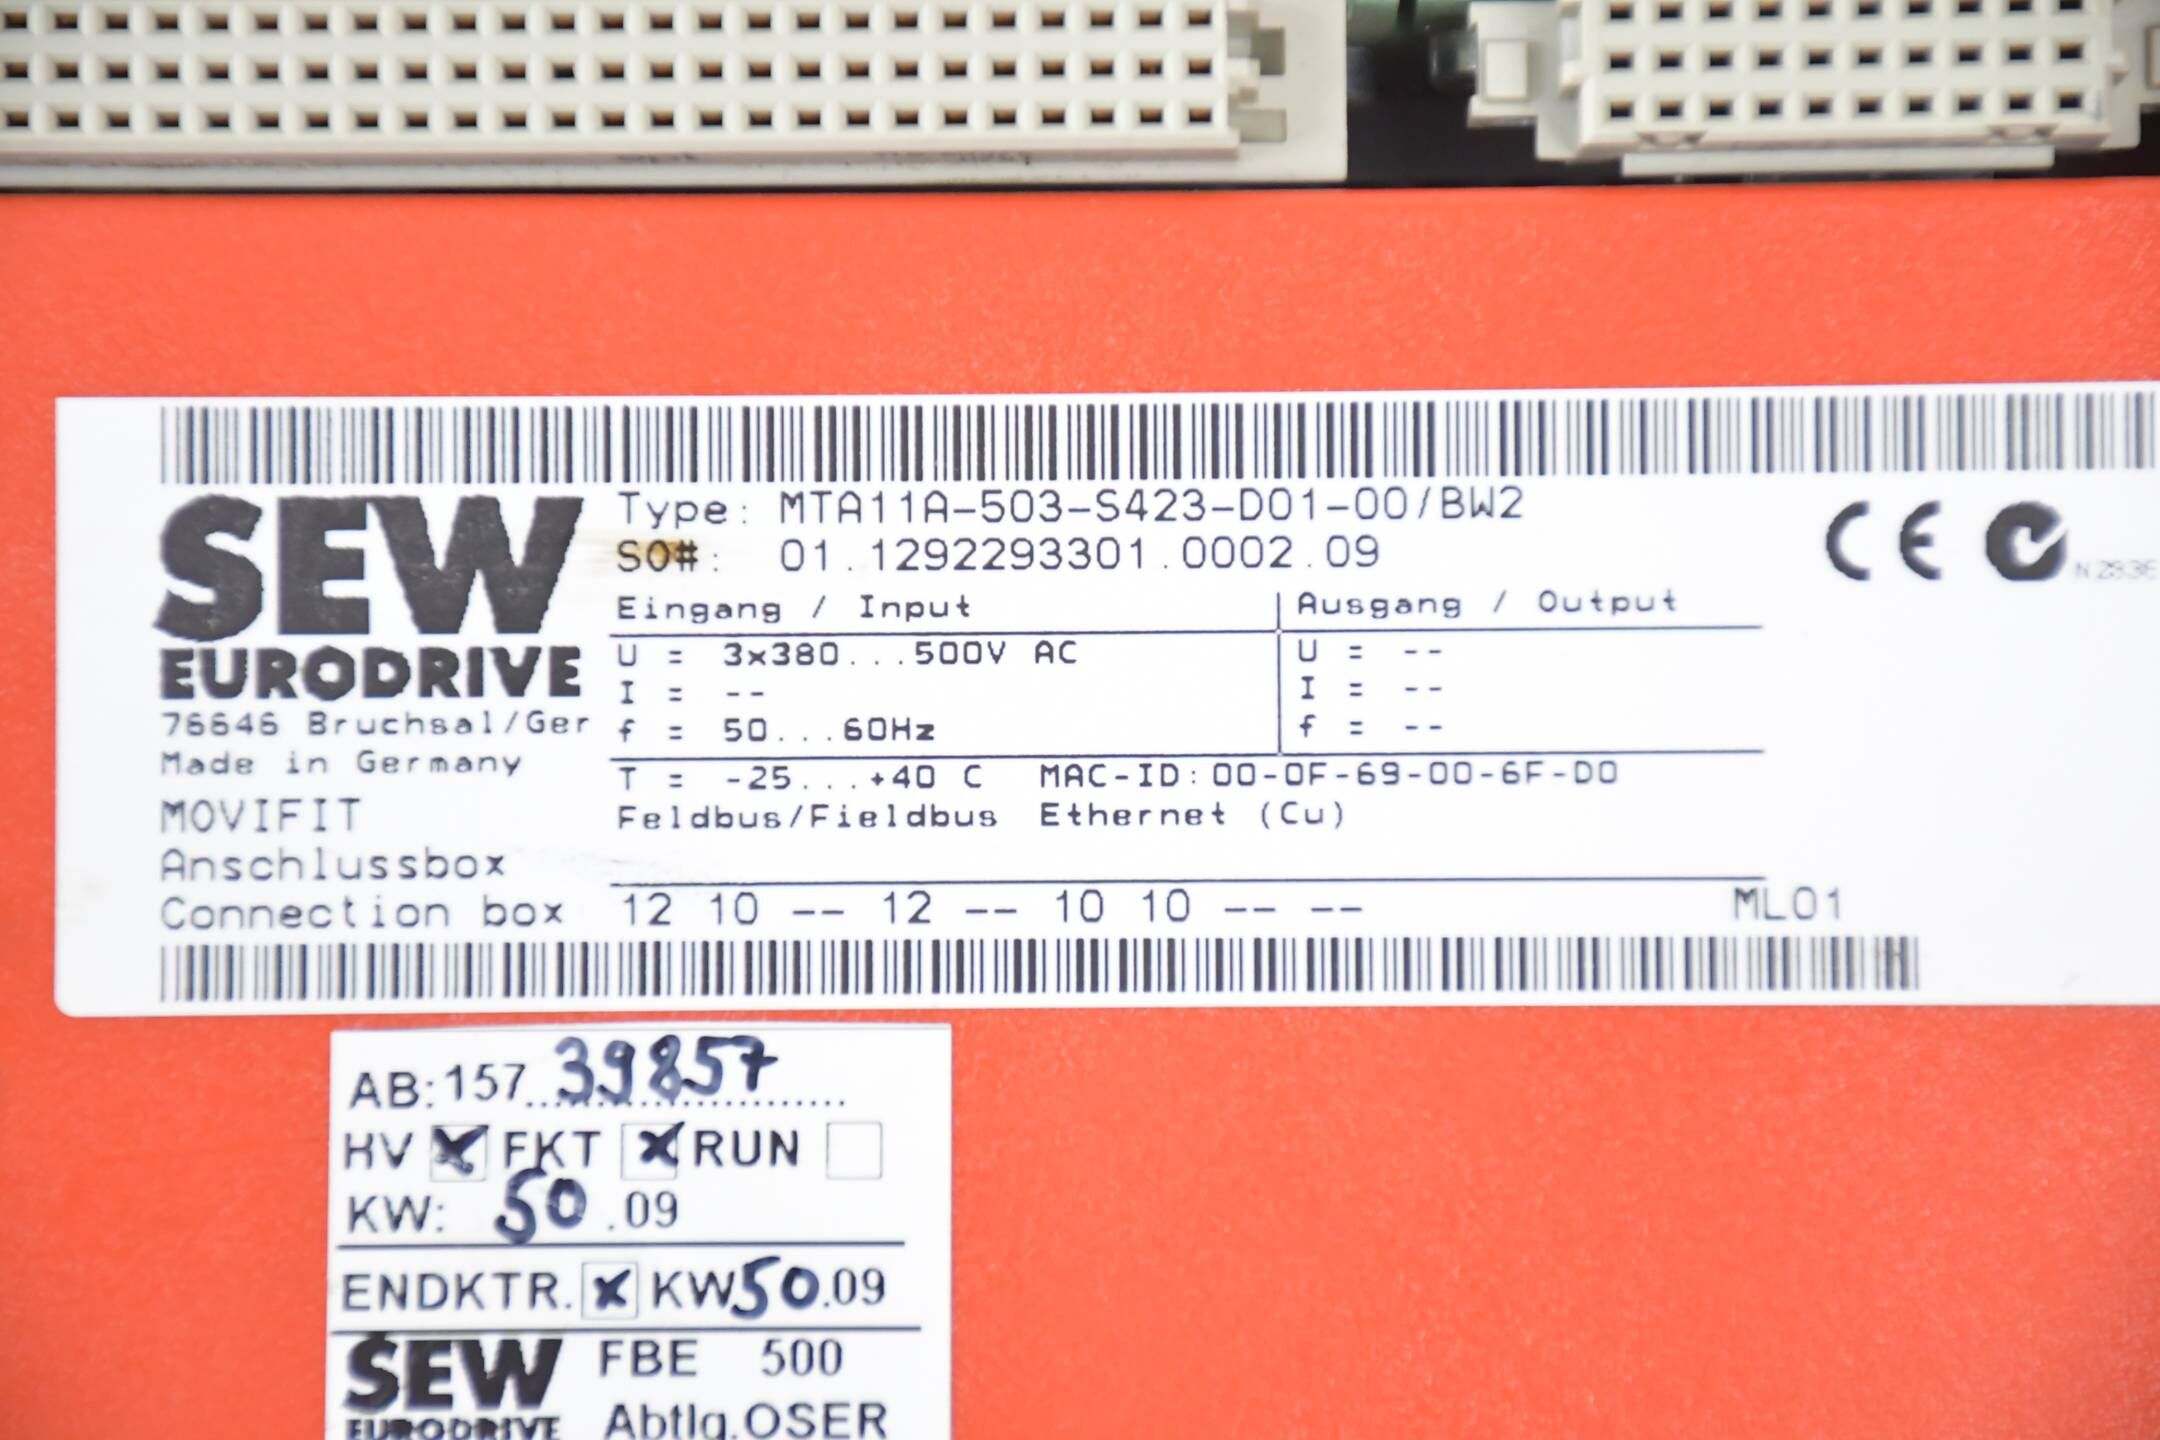 SEW
EURODRIVE
76646 Bruchsal/Ger
Made in Germany
MOVIFIT
Anschlussbox
Connection box
Type: MTA11A-503-S423-D01-00/BW2
SO#: 01.1292293301.0002.09
Eingang / Input Ausgang / Output
U = 3x380...500V AC U = --
I = -- I = --
f = 50...60Hz f = --
T = -25...+40 C MAC-ID:00-0F-69-00-6F-D0
Feldbus/Fieldbus Ethernet (Cu)
12 10 -- 12 -- 10 10 -- -- ML01
CE
AB:157..39857
HV FKT RUN
KW: 50.09
ENDKTR. KW50.09
SEW
EURODRIVE
FBE 500
Abtlg.OSER